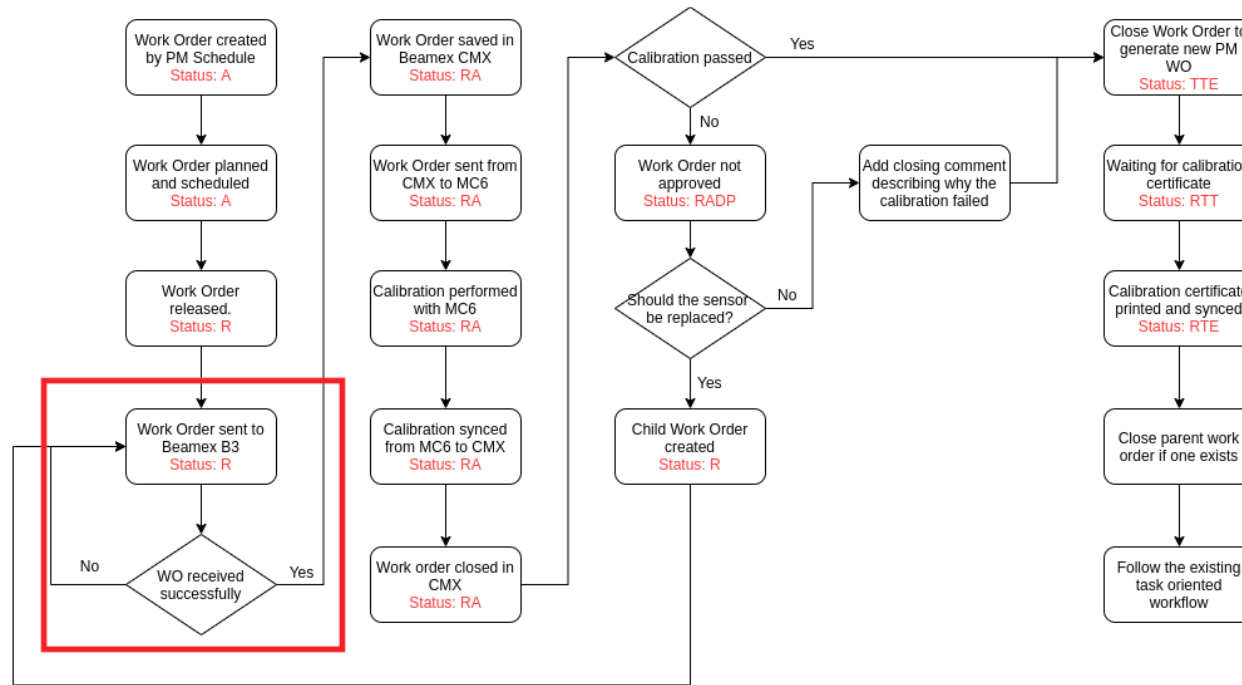 Work Order created
by PM Schedule
Status: A
Work Order planned
and scheduled
Status: A
Work Order
released.
Status: R
Work Order sent to
Beamex B3
Status: R
WO received
successfully
No
Yes
Work Order saved in
Beamex CMX
Status: RA
Work Order sent from
CMX to MC6
Status: RA
Calibration performed
with MC6
Status: RA
Calibration synced
from MC6 to CMX
Status: RA
Work order closed in
CMX
Status: RA
Calibration passed
Yes
No
Work Order not
approved
Status: RADP
Should the sensor
be replaced?
No
Yes
Add closing comment
describing why the
calibration failed
Child Work Order
created
Status: R
Close Work Order to
generate new PM
WO
Status: TTE
Waiting for calibration
certificate
Status: RTT
Calibration certificate
printed and synced
Status: RTE
Close parent work
order if one exists
Follow the existing
task oriented
workflow